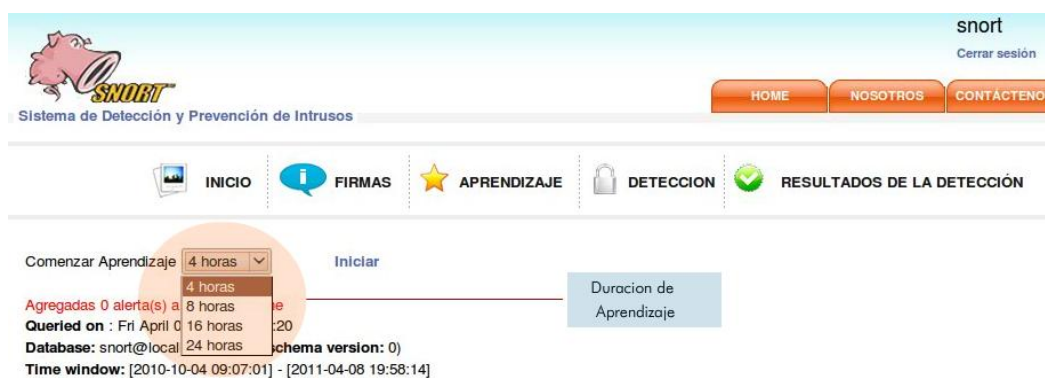 snort
Cerrar sesión
SNORT
Sistema de Detección y Prevención de Intrusos
HOME NOSOTROS CONTÁCTENO
INICIO FIRMAS APRENDIZAJE DETECCION RESULTADOS DE LA DETECCIÓN
Comenzar Aprendizaje 4 horas Iniciar
4 horas
8 horas
16 horas
24 horas
Duracion de
Aprendizaje
Agregadas 0 alerta(s) a
Queried on : Fri April 0 :20
Database: snort@local schema version: 0)
Time window: [2010-10-04 09:07:01] - [2011-04-08 19:58:14]